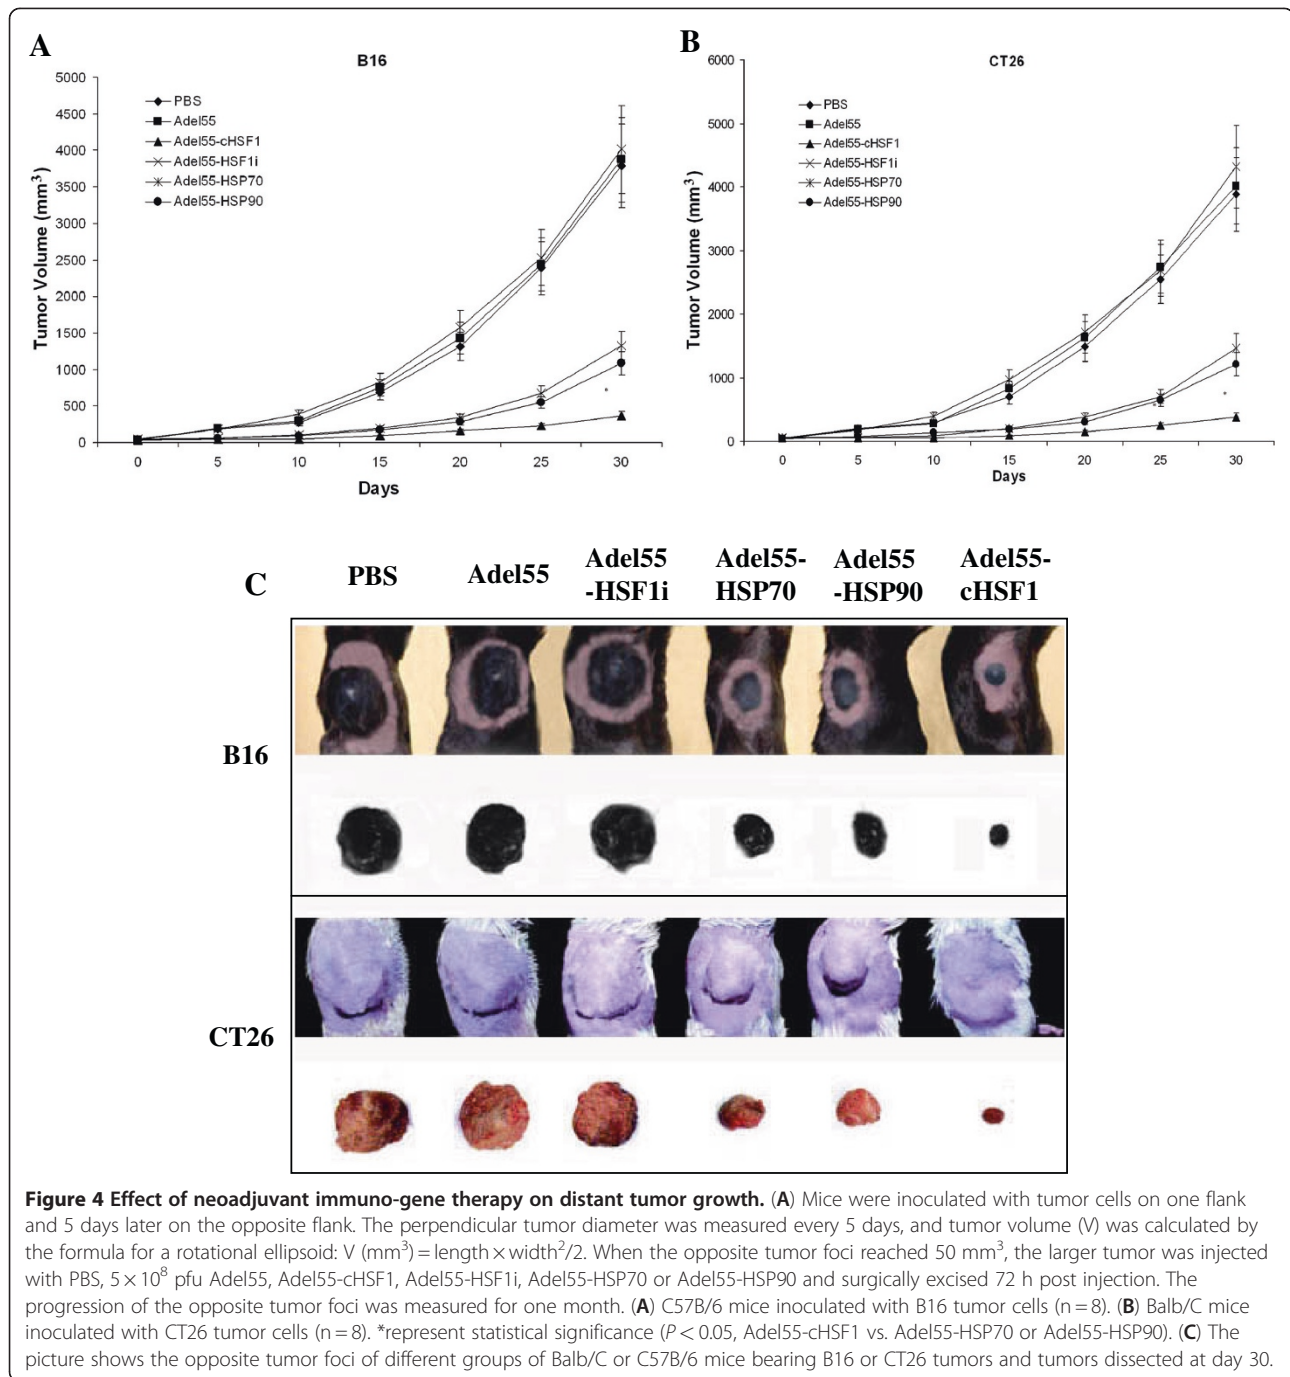 A
B16
Tumor Volume (mm³)
5000
4500
4000
3500
3000
2500
2000
1500
1000
500
0
PBS
Adel55
Adel55-cHSF1
Adel55-HSF1i
Adel55-HSP70
Adel55-HSP90
*
0 5 10 15 20 25 30
Days
B
CT26
Tumor Volume (mm³)
6000
5000
4000
3000
2000
1000
0
PBS
Adel55
Adel55-cHSF1
Adel55-HSF1i
Adel55-HSP70
Adel55-HSP90
*
0 5 10 15 20 25 30
Days
C
PBS
Adel55
Adel55
-HSF1i
Adel55-
HSP70
Adel55
-HSP90
Adel55-
cHSF1
B16
CT26
Figure 4 Effect of neoadjuvant immuno-gene therapy on distant tumor growth. (A) Mice were inoculated with tumor cells on one flank
and 5 days later on the opposite flank. The perpendicular tumor diameter was measured every 5 days, and tumor volume (V) was calculated by
the formula for a rotational ellipsoid: V (mm³) = length × width²/2. When the opposite tumor foci reached 50 mm³, the larger tumor was injected
with PBS, 5 × 10⁸ pfu Adel55, Adel55-cHSF1, Adel55-HSF1i, Adel55-HSP70 or Adel55-HSP90 and surgically excised 72 h post injection. The
progression of the opposite tumor foci was measured for one month. (A) C57B/6 mice inoculated with B16 tumor cells (n = 8). (B) Balb/C mice
inoculated with CT26 tumor cells (n = 8). *represent statistical significance (P < 0.05, Adel55-cHSF1 vs. Adel55-HSP70 or Adel55-HSP90). (C) The
picture shows the opposite tumor foci of different groups of Balb/C or C57B/6 mice bearing B16 or CT26 tumors and tumors dissected at day 30.